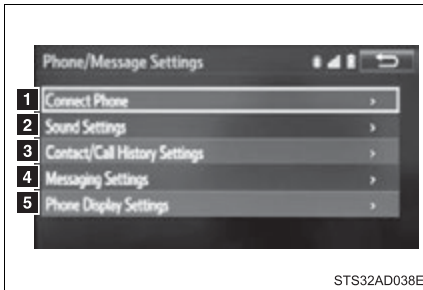 Phone/Message Settings
1 Connect Phone
2 Sound Settings
3 Contact/Call History Settings
4 Messaging Settings
5 Phone Display Settings
STS32AD038E